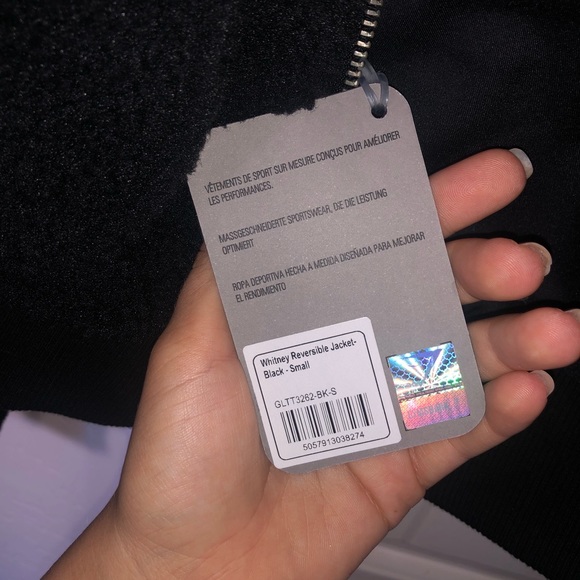 VÊTEMENTS DE SPORT SUR MESURE CONÇUS POUR AMÉLIORER
LES PERFORMANCES.
MASSGESCHNEIDERTE SPORTSWEAR, DIE DIE LEISTUNG
OPTIMIERT
ROPA DEPORTIVA HECHA A MEDIDA DISEÑADA PARA MEJORAR
EL RENDIMIENTO
Whitney Reversible Jacket-
Black - Small
GLTT3262-BK-S
5057913038274